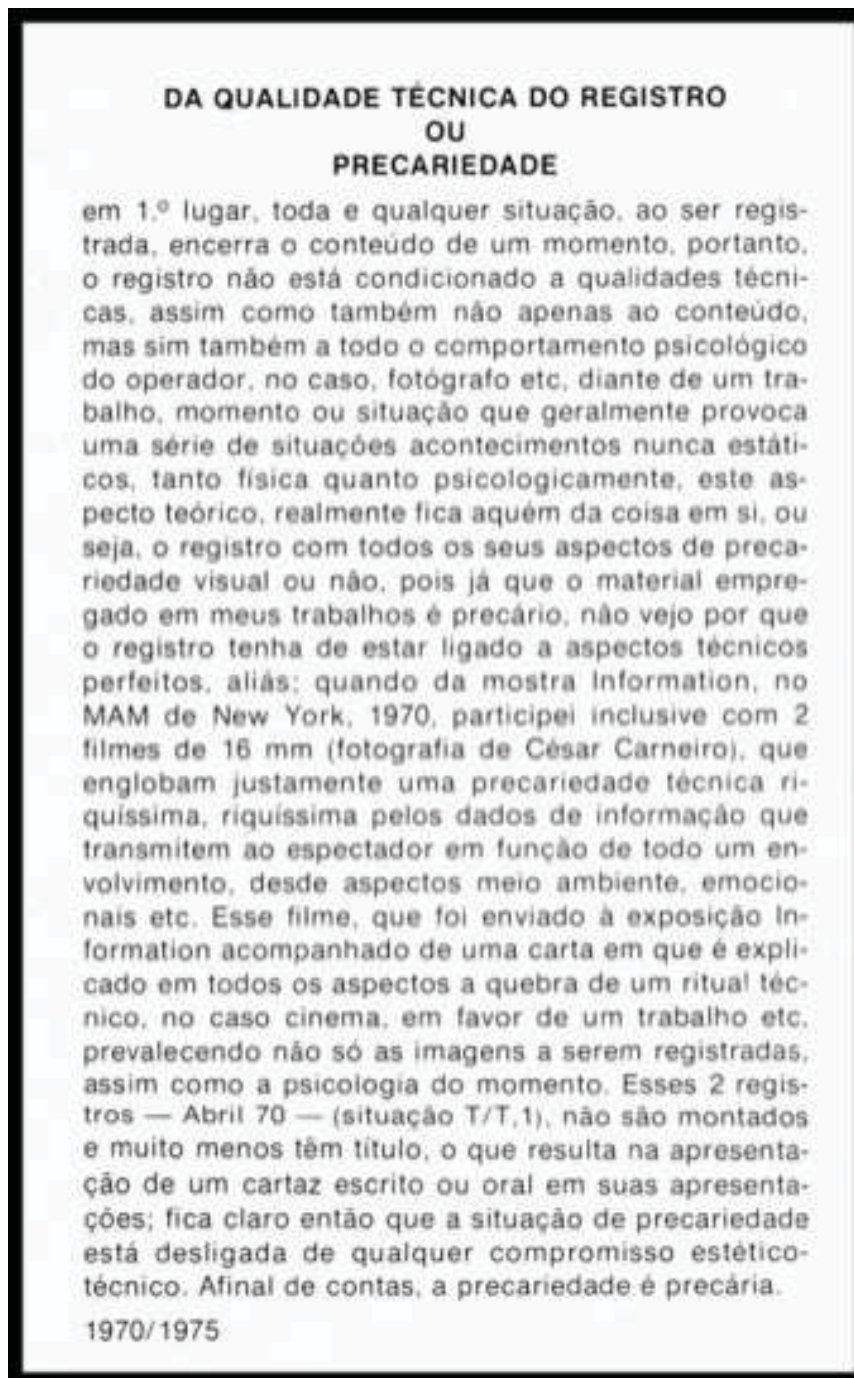 DA QUALIDADE TÉCNICA DO REGISTRO
OU
PRECARIEDADE
em 1.º lugar, toda e qualquer situação, ao ser regis-
trada, encerra o conteúdo de um momento, portanto,
o registro não está condicionado a qualidades técni-
cas, assim como também não apenas ao conteúdo,
mas sim também a todo o comportamento psicológico
do operador, no caso, fotógrafo etc, diante de um tra-
balho, momento ou situação que geralmente provoca
uma série de situações acontecimentos nunca estáti-
cos, tanto física quanto psicologicamente, este as-
pecto teórico, realmente fica aquém da coisa em si, ou
seja, o registro com todos os seus aspectos de preca-
riedade visual ou não, pois já que o material empre-
gado em meus trabalhos é precário, não vejo por que
o registro tenha de estar ligado a aspectos técnicos
perfeitos, aliás: quando da mostra Information, no
MAM de New York, 1970, participei inclusive com 2
filmes de 16 mm (fotografia de César Carneiro), que
englobam justamente uma precariedade técnica ri-
quíssima, riquíssima pelos dados de informação que
transmitem ao espectador em função de todo um en-
volvimento, desde aspectos meio ambiente, emocio-
nais etc. Esse filme, que foi enviado à exposição In-
formation acompanhado de uma carta em que é expli-
cado em todos os aspectos a quebra de um ritual téc-
nico, no caso cinema, em favor de um trabalho etc,
prevalecendo não só as imagens a serem registradas,
assim como a psicologia do momento. Esses 2 regis-
tros — Abril 70 — (situação T/T,1), não são montados
e muito menos têm título, o que resulta na apresenta-
ção de um cartaz escrito ou oral em suas apresenta-
ções; fica claro então que a situação de precariedade
está desligada de qualquer compromisso estético-
técnico. Afinal de contas, a precariedade é precária.
1970/1975